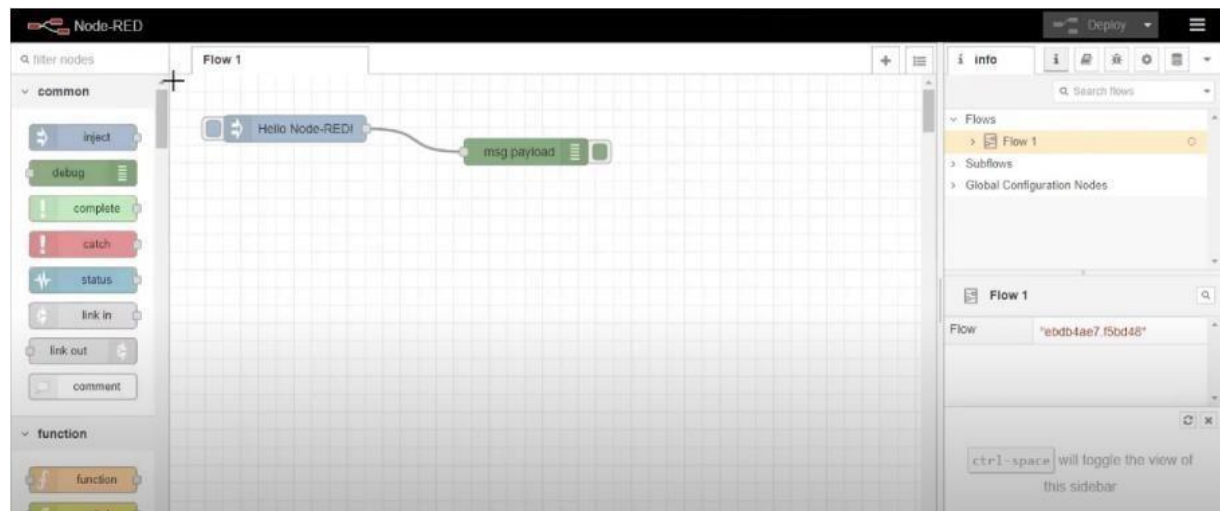 Node-RED
Deploy
filter nodes
Flow 1
i info
i
Search flows
common
inject
debug
complete
catch
status
link in
link out
comment
function
function
Hello Node-RED!
msg.payload
Flows
Flow 1
Subflows
Global Configuration Nodes
Flow 1
Flow
"ebdb4ae7.f5bd48"
ctrl-space will toggle the view of
this sidebar